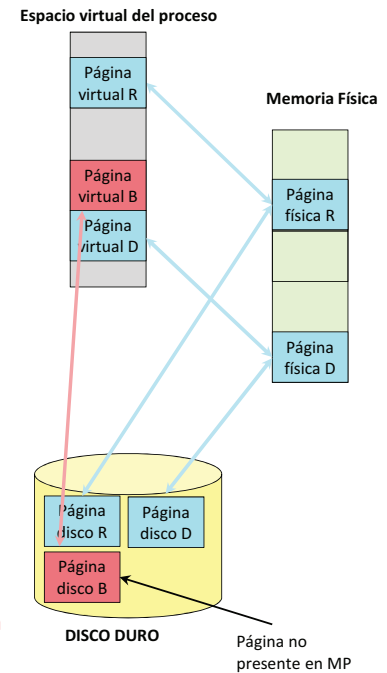 Espacio virtual del proceso
Página
virtual R
Memoria Física
Página
virtual B
Página
física R
Página
virtual D
Página
física D
Página
disco R
Página
disco D
Página
disco B
DISCO DURO
Página no
presente en MP